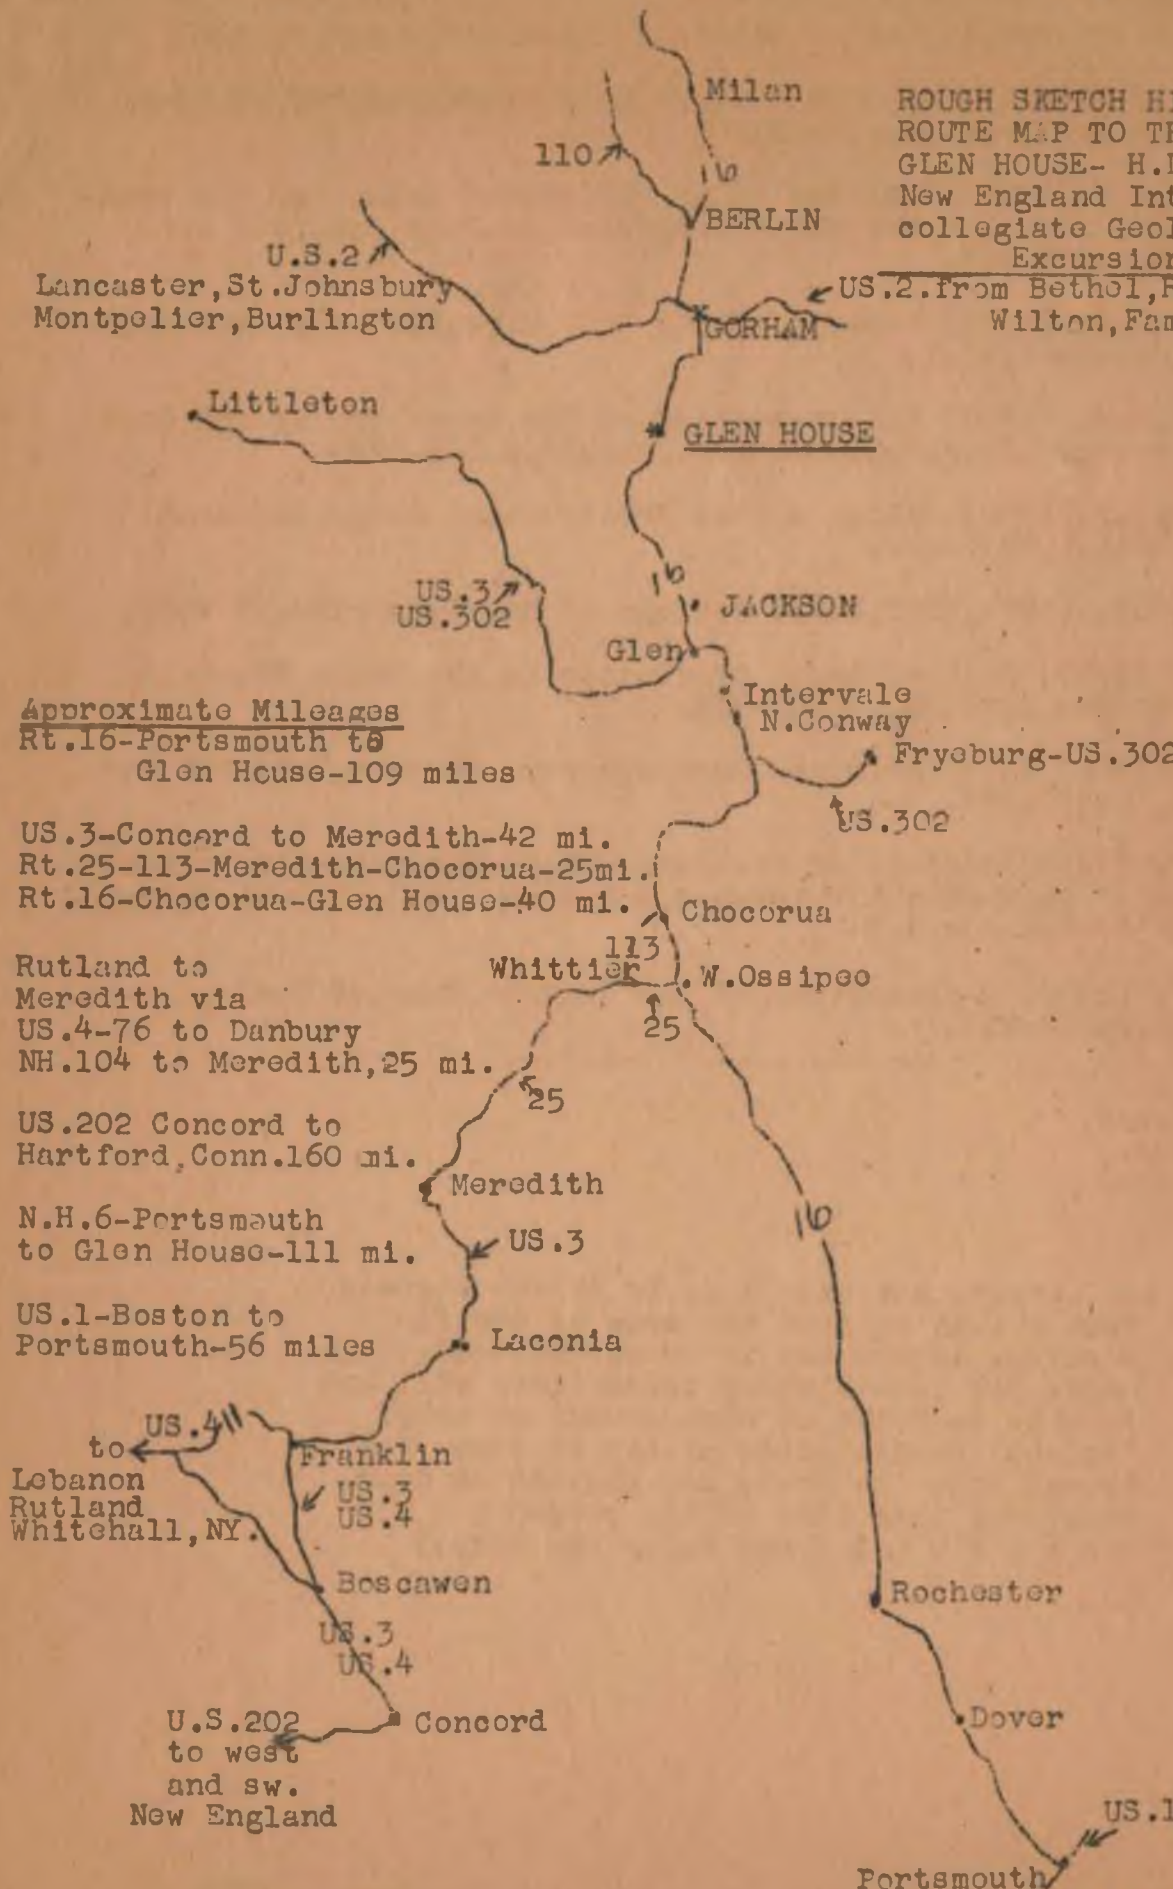 Milan
ROUGH SKETCH
ROUTE MAP TO
GLEN HOUSE- H.
New England Int
collegiate Geol
Excursion
110
16
BERLIN
U.S.2
Lancaster,St.Johnsbury
Montpelier,Burlington
US.2.from Bethel,
Wilton,
GORHAM
Littleton
GLEN HOUSE
16
US.3
US.302
JACKSON
Glen
Intervale
N.Conway
Fryeburg-US.302
US.302
Approximate Mileages
Rt.16-Portsmouth to
Glen House-109 miles
US.3-Concord to Meredith-42 mi.
Rt.25-113-Meredith-Chocorua-25mi.
Rt.16-Chocorua-Glen House-40 mi.
Chocorua
113
Whittier
W.Ossipee
25
Rutland to
Meredith via
US.4-76 to Danbury
NH.104 to Meredith,25 mi.
25
US.202 Concord to
Hartford,Conn.160 mi.
Meredith
N.H.6-Portsmouth
to Glen House-111 mi.
16
US.3
US.1-Boston to
Portsmouth-56 miles
Laconia
US.4
11
to
Lebanon
Rutland
Whitehall,NY.
Franklin
US.3
US.4
Boscawen
Rochester
US.3
US.4
U.S.202
to west
and sw.
New England
Concord
Dover
US.1
Portsmouth